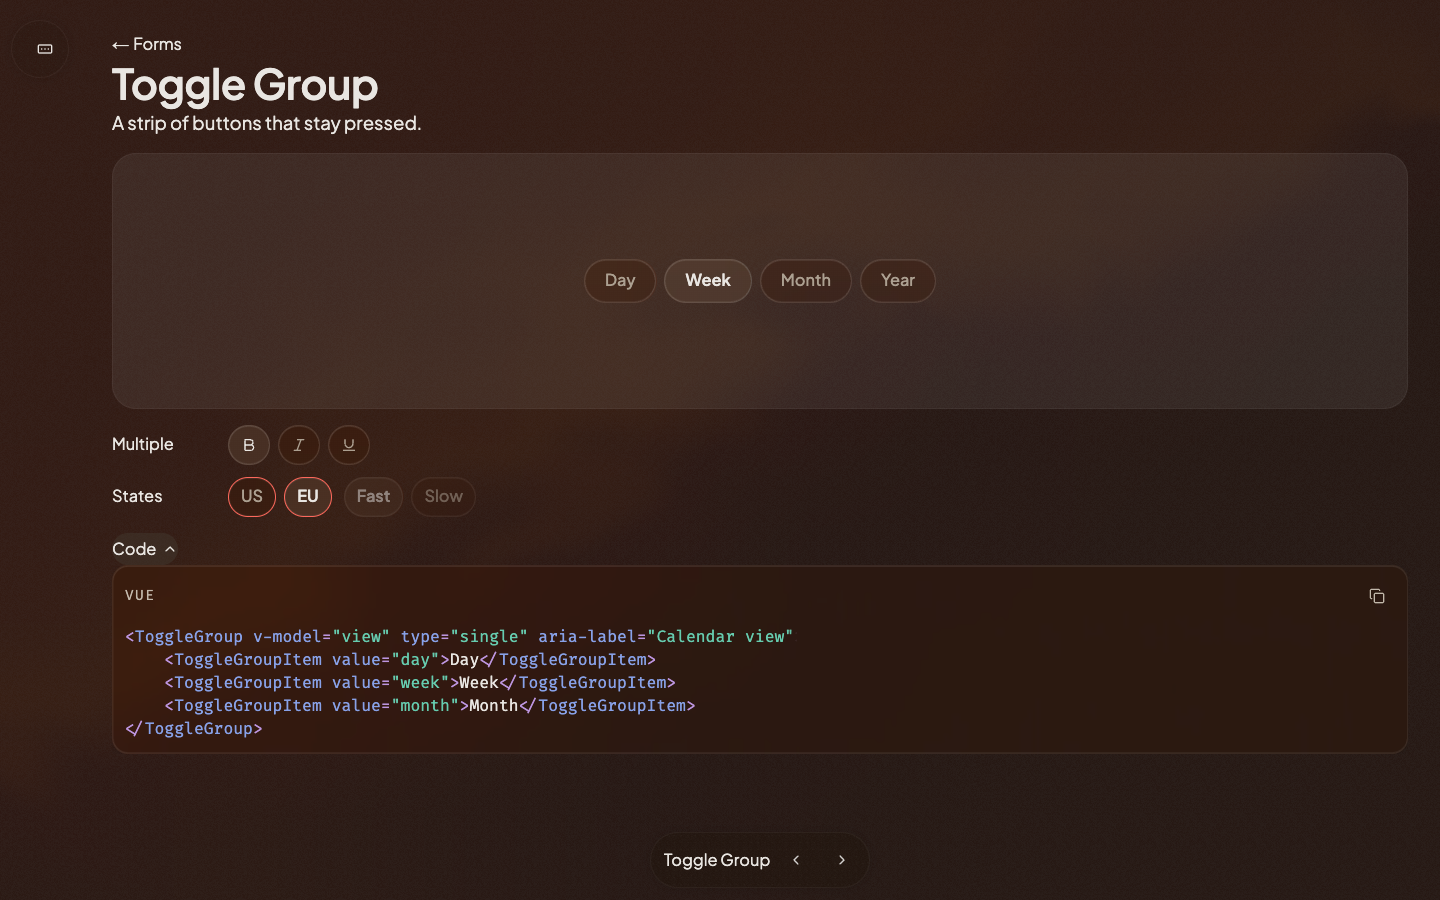 ← Forms
Toggle Group
A strip of buttons that stay pressed.
Day Week Month Year
Multiple B I U
States US EU Fast Slow
Code
VUE
<ToggleGroup v-model="view" type="single" aria-label="Calendar view"
    <ToggleGroupItem value="day">Day</ToggleGroupItem>
    <ToggleGroupItem value="week">Week</ToggleGroupItem>
    <ToggleGroupItem value="month">Month</ToggleGroupItem>
</ToggleGroup>
Toggle Group